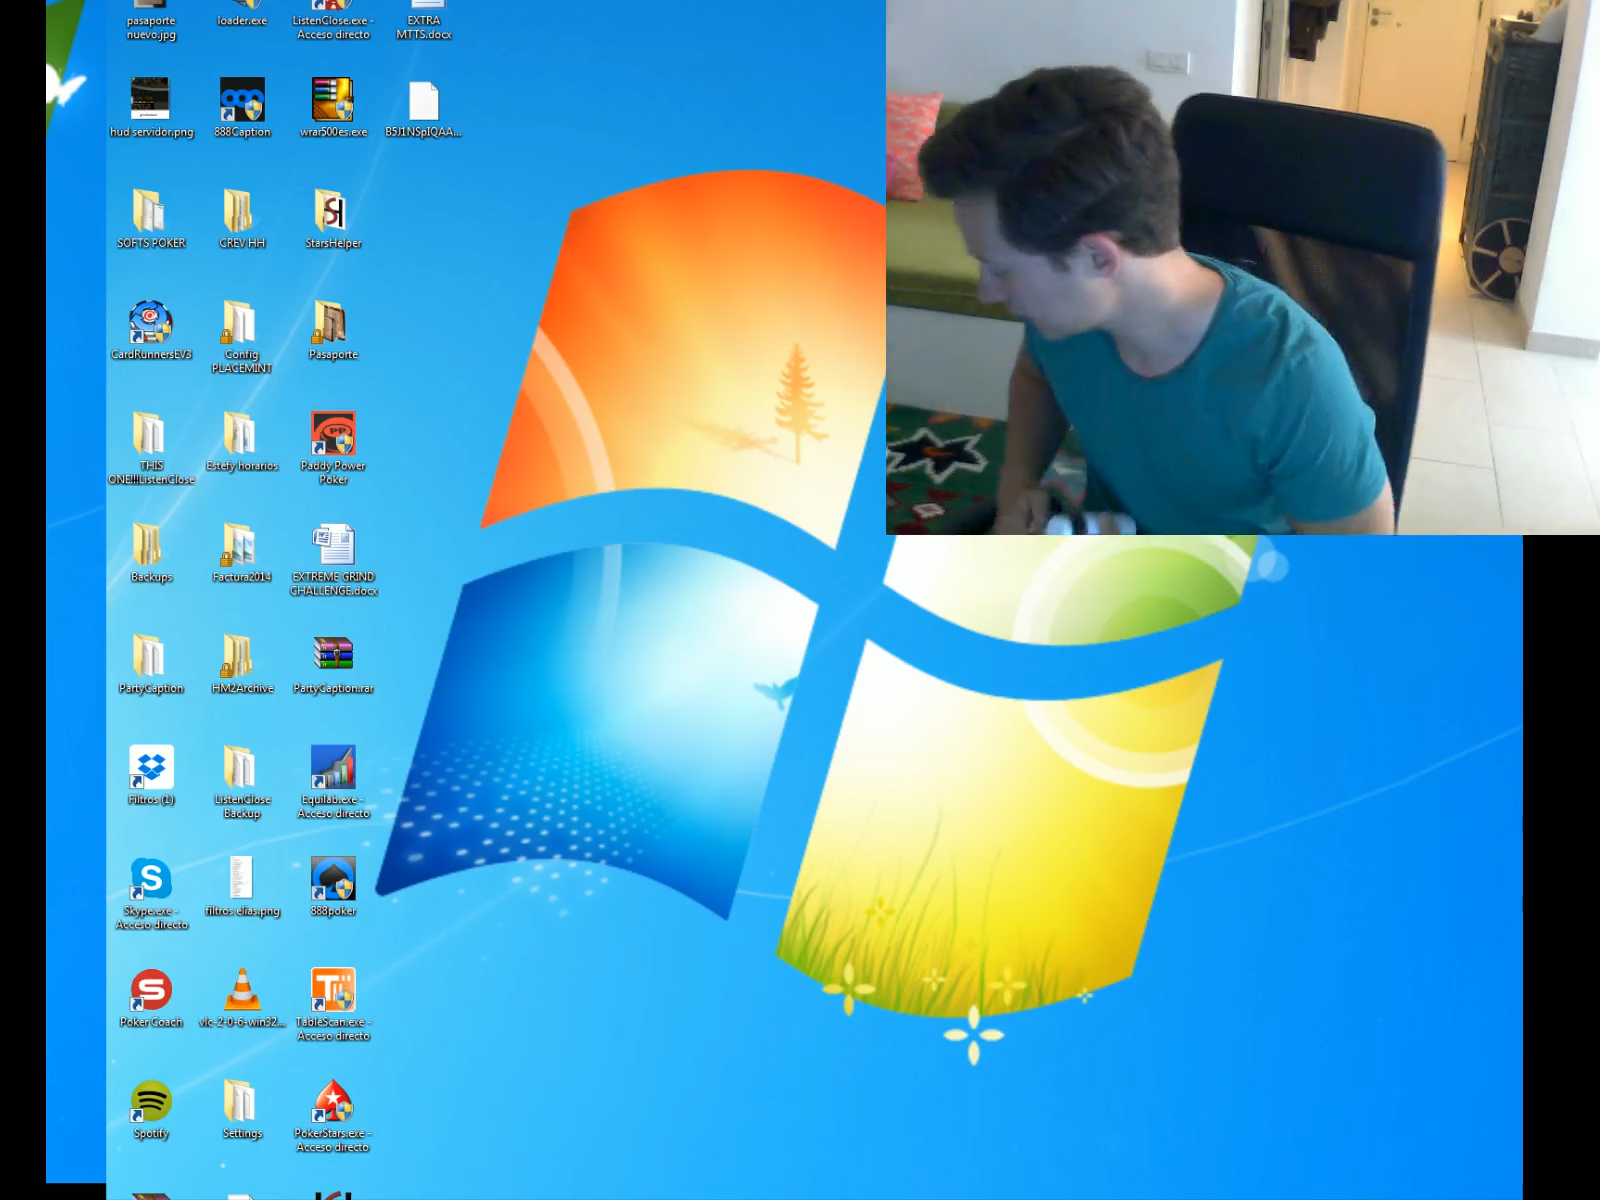 pasaporte
nuevo.jpg
loader.exe
ListenClose.exe -
Acceso directo
EXTRA
MTTS.docx
hud servidor.png
888Caption
wrar500es.exe
B5J1NSpIQAA...
SOFTS POKER
CREV HH
StarsHelper
CardRunnersEV3
Config
PLACEMINT
Pasaporte
THIS
ONE!!!ListenClose
Estefy horarios
Paddy Power
Poker
Backups
Factura2014
EXTREME GRIND
CHALLENGE.docx
PartyCaption
HM2Archive
PartyCaption.rar
Filtros (1)
ListenClose
Backup
Equilab.exe -
Acceso directo
Skype.exe -
Acceso directo
filtros elias.png
888poker
Poker Coach
vlc-2-0-6-win32...
TableScan.exe -
Acceso directo
Spotify
Settings
PokerStars.exe -
Acceso directo